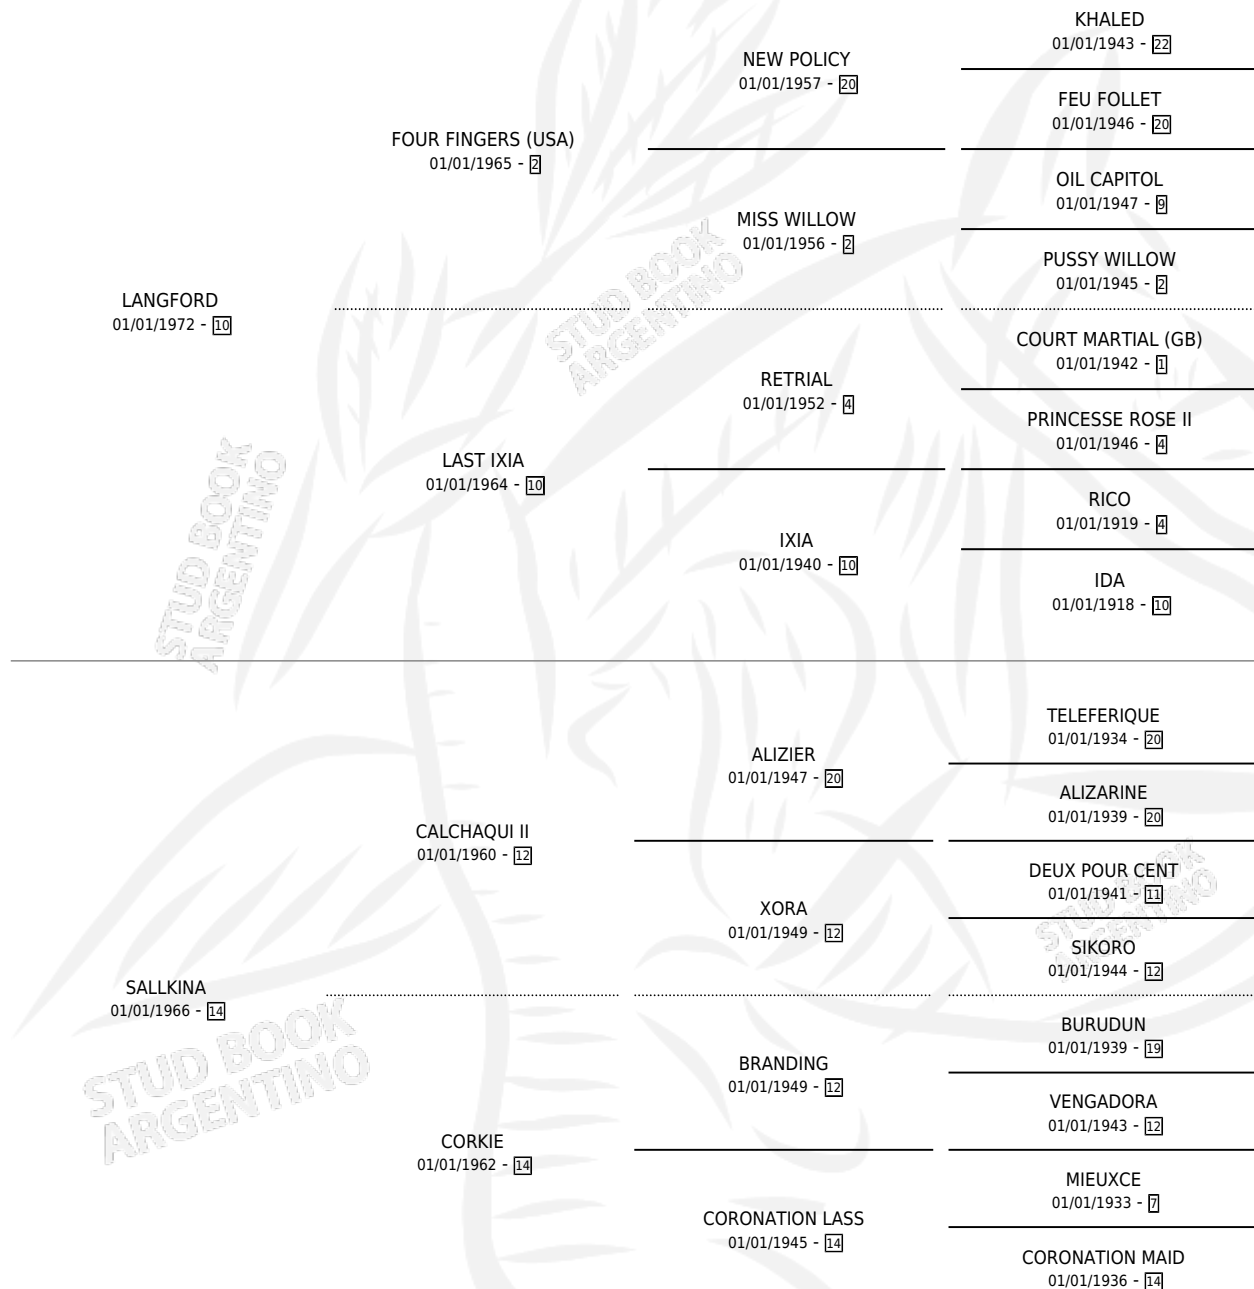 KHALED
01/01/1943 - 22
NEW POLICY
01/01/1957 - 20
FEU FOLLET
01/01/1946 - 20
FOUR FINGERS (USA)
01/01/1965 - 2
OIL CAPITOL
01/01/1947 - 9
MISS WILLOW
01/01/1956 - 2
PUSSY WILLOW
01/01/1945 - 2
LANGFORD
01/01/1972 - 10
COURT MARTIAL (GB)
01/01/1942 - 1
RETRIAL
01/01/1952 - 4
PRINCESSE ROSE II
01/01/1946 - 4
LAST IXIA
01/01/1964 - 10
RICO
01/01/1919 - 4
IXIA
01/01/1940 - 10
IDA
01/01/1918 - 10
STUD BOOK
ARGENTINO
STUD BOOK
ARGENTINO
TELEFERIQUE
01/01/1934 - 20
ALIZIER
01/01/1947 - 20
ALIZARINE
01/01/1939 - 20
CALCHAQUI II
01/01/1960 - 12
DEUX POUR CENT
01/01/1941 - 11
XORA
01/01/1949 - 12
SIKORO
01/01/1944 - 12
STUD BOOK
ARGENTINO
SALLKINA
01/01/1966 - 14
BURUDUN
01/01/1939 - 19
BRANDING
01/01/1949 - 12
VENGADORA
01/01/1943 - 12
STUD BOOK
ARGENTINO
CORKIE
01/01/1962 - 14
MIEUXCE
01/01/1933 - 7
CORONATION LASS
01/01/1945 - 14
CORONATION MAID
01/01/1936 - 14